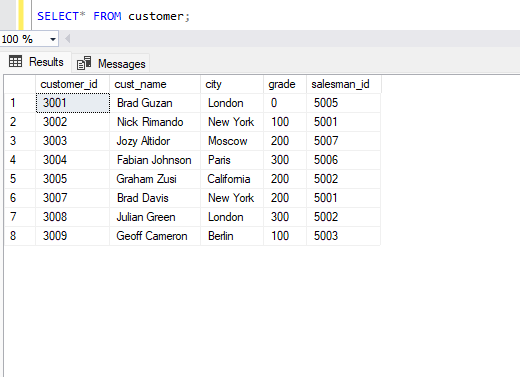 SELECT* FROM customer;
100 %
Results Messages
customer_id cust_name city grade salesman_id
1 3001 Brad Guzan London 0 5005
2 3002 Nick Rimando New York 100 5001
3 3003 Jozy Altidor Moscow 200 5007
4 3004 Fabian Johnson Paris 300 5006
5 3005 Graham Zusi California 200 5002
6 3007 Brad Davis New York 200 5001
7 3008 Julian Green London 300 5002
8 3009 Geoff Cameron Berlin 100 5003